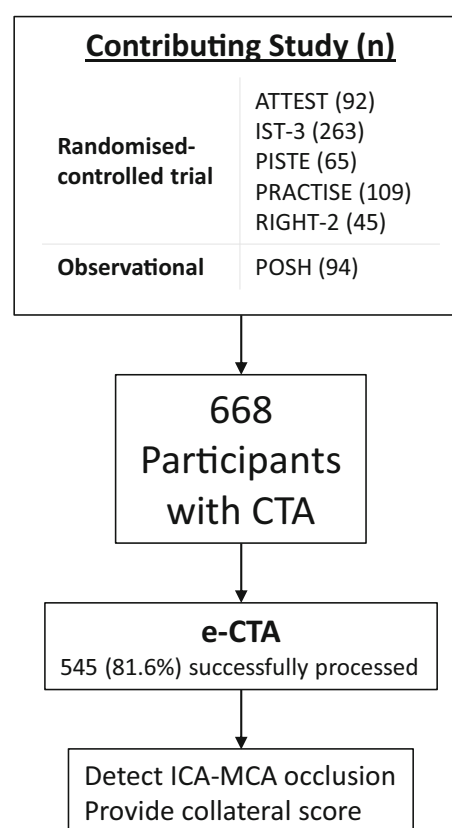 Contributing Study (n)
Randomised-
controlled trial
ATTEST (92)
IST-3 (263)
PISTE (65)
PRACTISE (109)
RIGHT-2 (45)
Observational
POSH (94)
668
Participants
with CTA
e-CTA
545 (81.6%) successfully processed
Detect ICA-MCA occlusion
Provide collateral score